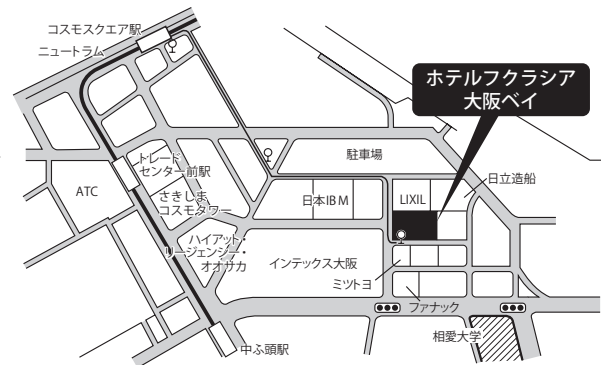 コスモスクエア駅
ニュートラム
ホテルフクラシア
大阪ベイ
駐車場
トレード
センター前駅
日立造船
ATC
さきしま
コスモタワー
日本IBM
LIXIL
ハイアット・
リージェンシー・
オオサカ
インテックス大阪
ミツトヨ
ファナック
相愛大学
中ふ頭駅